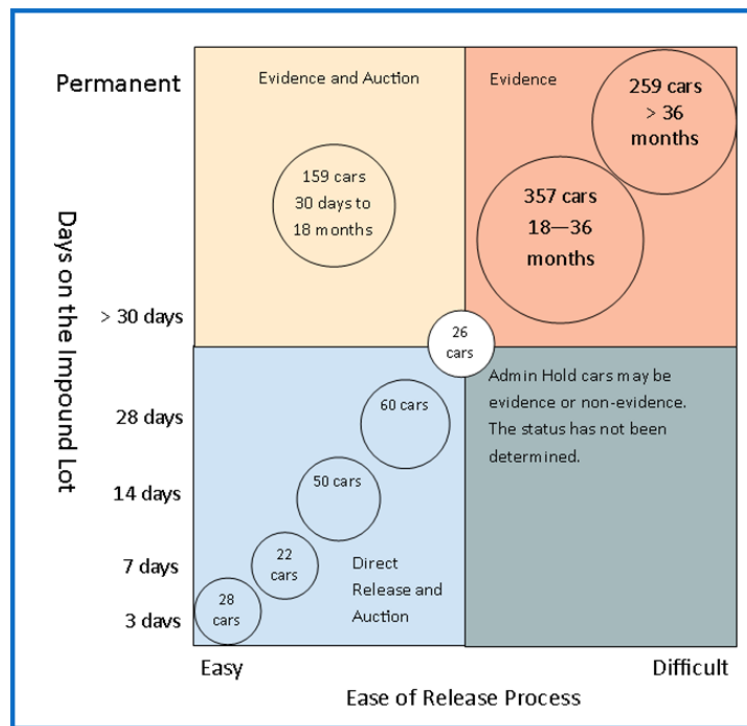 Permanent
Days on the Impound Lot
> 30 days
28 days
14 days
7 days
3 days
Evidence and Auction
159 cars
30 days to
18 months
Evidence
259 cars
> 36
months
357 cars
18—36
months
26
cars
60 cars
50 cars
22
cars
28
cars
Direct
Release and
Auction
Admin Hold cars may be
evidence or non-evidence.
The status has not been
determined.
Easy
Difficult
Ease of Release Process